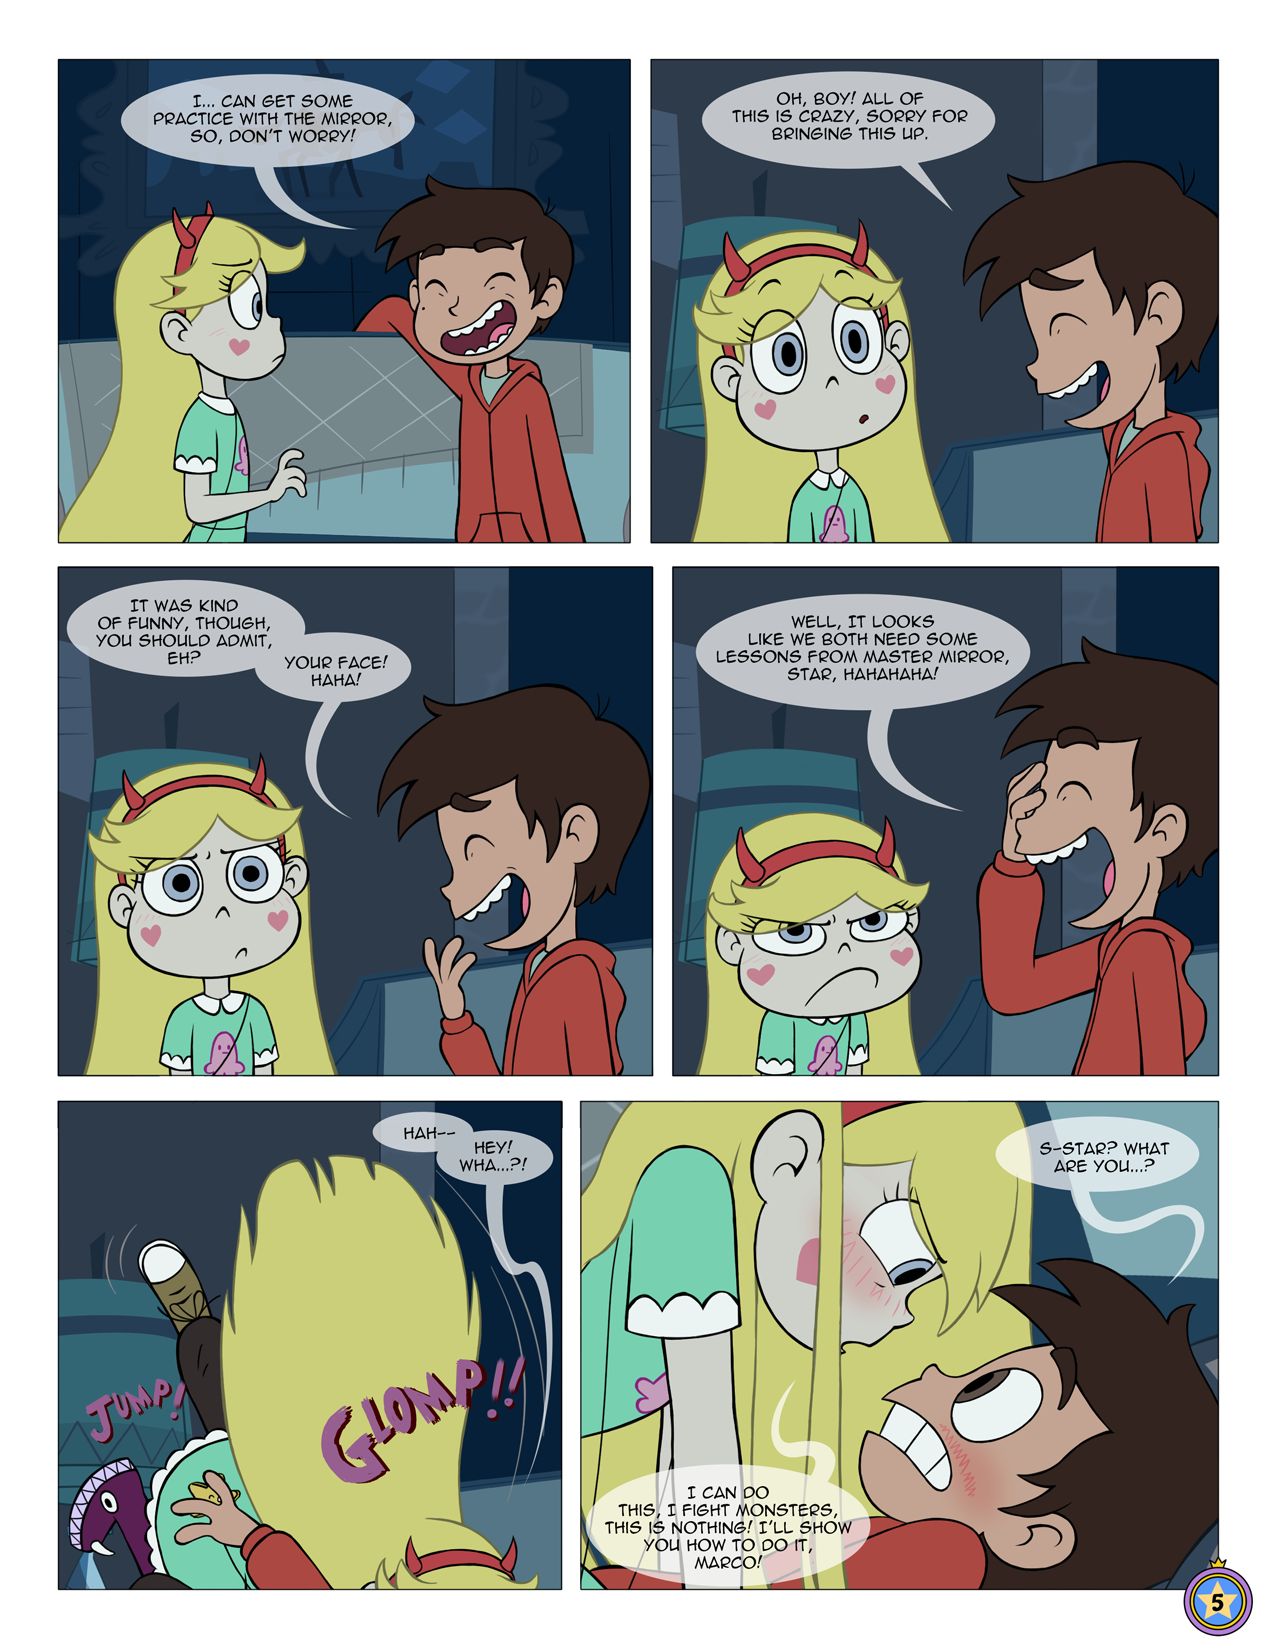 I... CAN GET SOME
PRACTICE WITH THE MIRROR,
SO, DON'T WORRY!
OH, BOY! ALL OF
THIS IS CRAZY, SORRY FOR
BRINGING THIS UP.
IT WAS KIND
OF FUNNY, THOUGH,
YOU SHOULD ADMIT,
EH?
YOUR FACE!
HAHA!
WELL, IT LOOKS
LIKE WE BOTH NEED SOME
LESSONS FROM MASTER MIRROR,
STAR, HAHAHAHA!
HAH--
HEY!
WHA...?!
JUMP!
GLOMP!!
S-STAR? WHAT
ARE YOU...?
I CAN DO
THIS, I FIGHT MONSTERS,
THIS IS NOTHING! I'LL SHOW
YOU HOW TO DO IT,
MARCO!
5